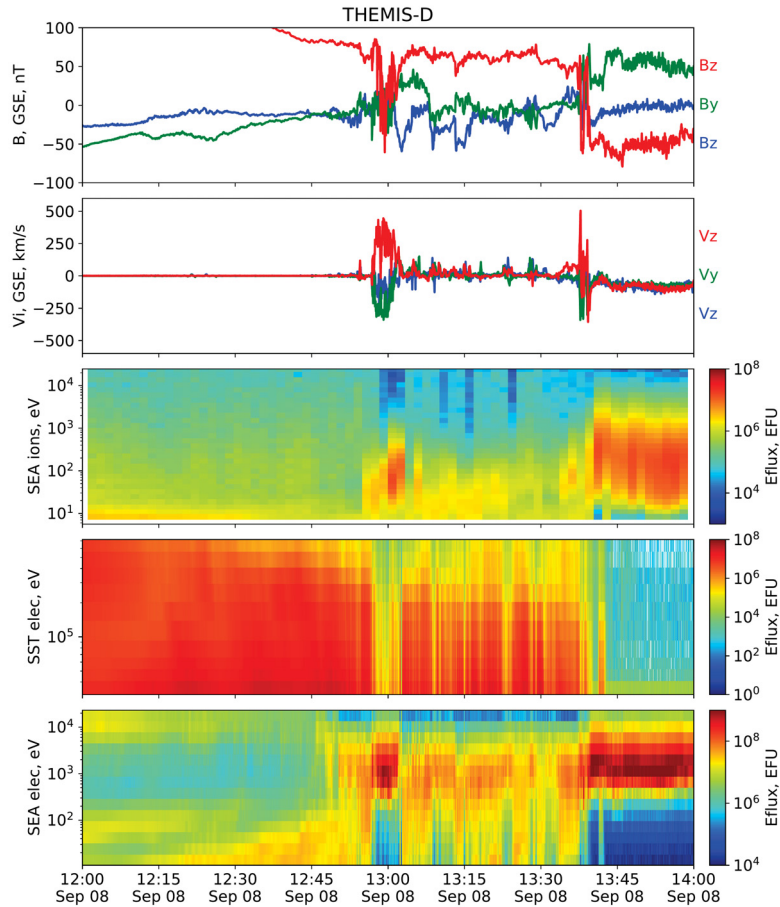 THEMIS-D
B, GSE, nT
100
50
0
−50
−100
Bz
By
Bz
Vi, GSE, km/s
500
250
0
−250
−500
Vz
Vy
Vz
SEA ions, eV
10⁴
10³
10²
10¹
10⁸
10⁶
10⁴
Eflux, EFU
SST elec, eV
10⁵
10⁸
10⁶
10⁴
10²
10⁰
Eflux, EFU
SEA elec, eV
10⁴
10³
10²
10⁸
10⁶
10⁴
Eflux, EFU
12:00 12:15 12:30 12:45 13:00 13:15 13:30 13:45 14:00
Sep 08 Sep 08 Sep 08 Sep 08 Sep 08 Sep 08 Sep 08 Sep 08 Sep 08